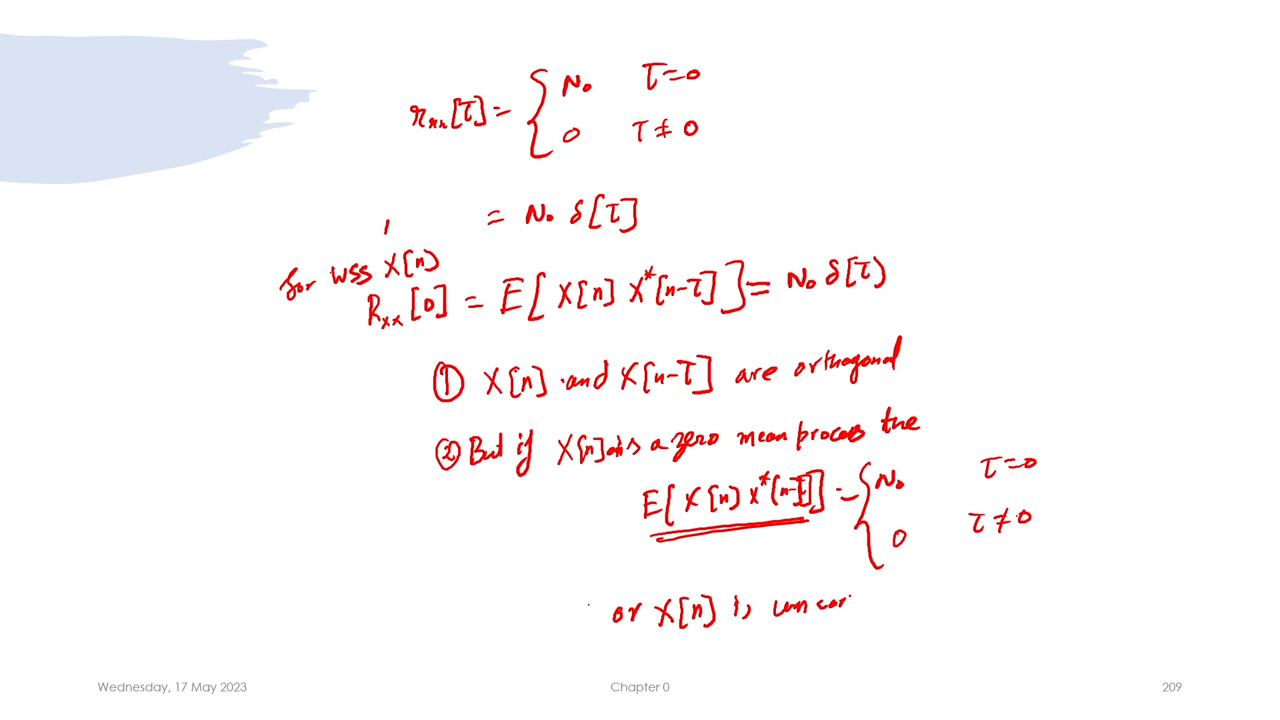 r_xx[τ] = { N₀ τ=0
0 τ≠0
= N₀ δ[τ]
for WSS X[n]
R_xx[0] = E[X[n] X*[n-τ]] = N₀ δ[τ)
① X[n] and X[n-τ] are orthogonal
② But if X[n] is a zero mean process the
E[X[n] X*[n-τ]] = { N₀ τ=0
0 τ≠0
or X[n] is uncor
Wednesday, 17 May 2023
Chapter 0
209